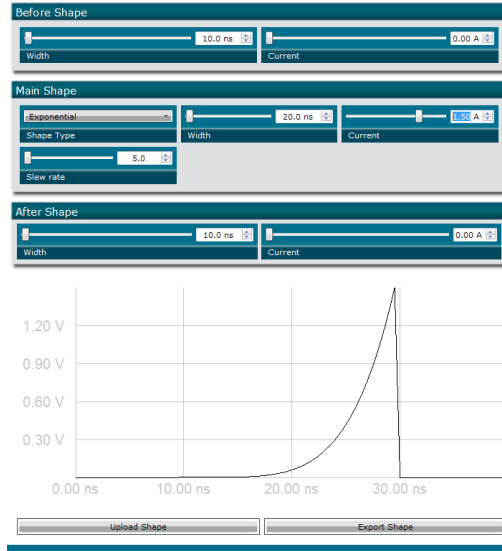 Before Shape
10.0 ns 0.00 A
Width Current
Main Shape
Exponential 20.0 ns 1.50 A
Shape Type Width Current
5.0
Slew rate
After Shape
10.0 ns 0.00 A
Width Current
1.20 V
0.90 V
0.60 V
0.30 V
0.00 ns 10.00 ns 20.00 ns 30.00 ns
Upload Shape Export Shape